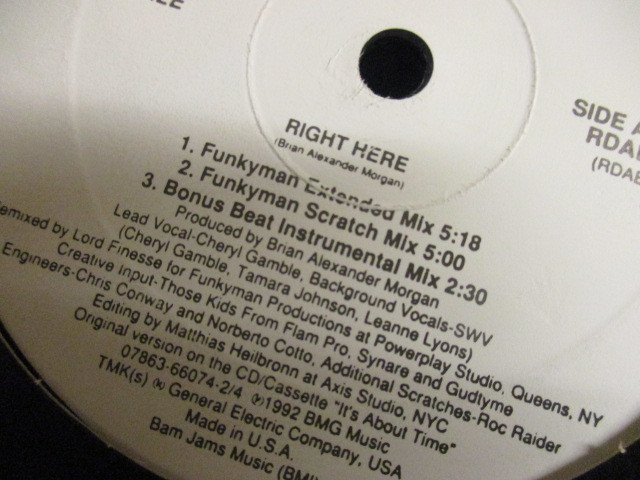 RIGHT HERE
(Brian Alexander Morgan)
SIDE A
1. Funkyman Extended Mix 5:18
2. Funkyman Scratch Mix 5:00
3. Bonus Beat Instrumental Mix 2:30
Produced by Brian Alexander Morgan
Lead Vocal-Cheryl Gamble, Background Vocals-SWV
(Cheryl Gamble, Tamara Johnson, Leanne Lyons)
by Lord Finesse for Funkyman Productions at Powerplay Studio, Queens, NY
Creative input-Those Kids From Flam Pro, Synare and Gudtyme
Engineers-Chris Conway and Norberto Cotto, Additional Scratches-Roc Raider
Editing by Matthias Heilbronn at Axis Studio, NYC
Original version on the CD/Cassette "It's About Time"
07863-66074-2/4 ℗1992 BMG Music
TMK(s) ® General Electric Company, USA
Made in U.S.A.
Bam Jams Music